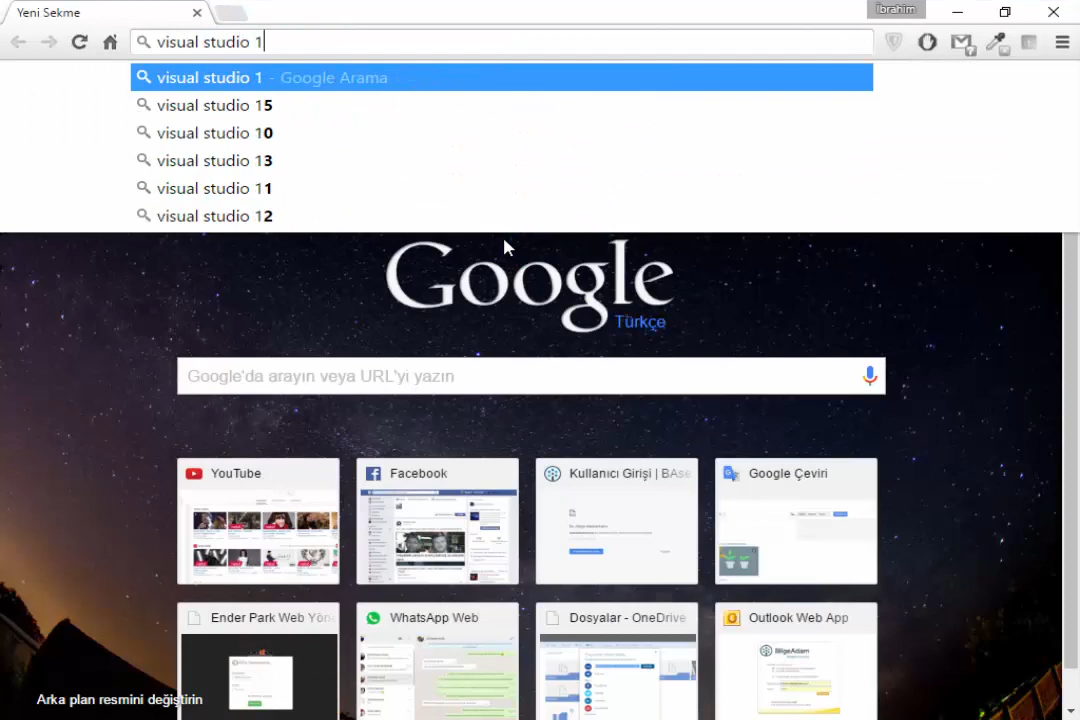 Yeni Sekme
İbrahim
visual studio 1
visual studio 1 - Google Arama
visual studio 15
visual studio 10
visual studio 13
visual studio 11
visual studio 12
Google
Türkçe
Google'da arayın veya URL'yi yazın
YouTube
Facebook
Kullanıcı Girişi | BAse
Google Çeviri
Ender Park Web Yön
WhatsApp Web
Dosyalar - OneDrive
Outlook Web App
BilgeAdam
Arka plan resmini değiştirin